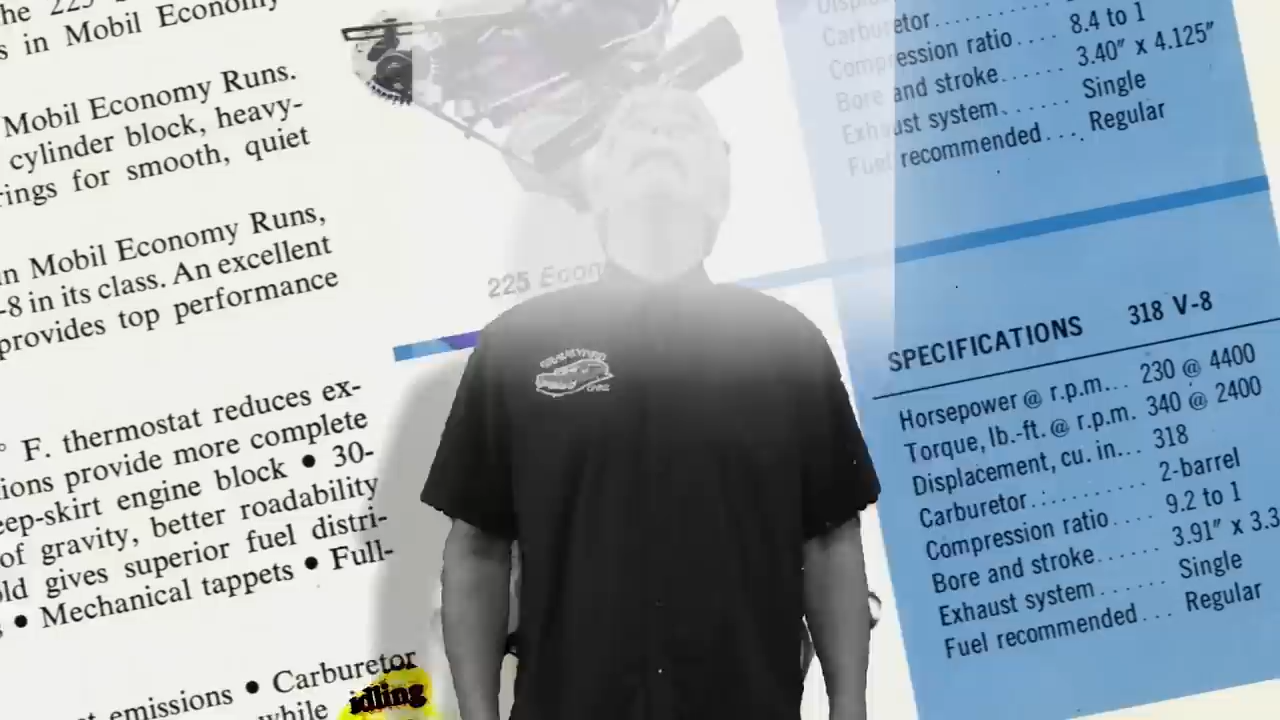 he 225
s in Mobil Economy
Mobil Economy Runs.
cylinder block, heavy-
rings for smooth, quiet
in Mobil Economy Runs,
-8 in its class. An excellent
provides top performance
° F. thermostat reduces ex-
ions provide more complete
eep-skirt engine block • 30-
of gravity, better roadability
old gives superior fuel distri-
• Mechanical tappets • Full-
t emissions • Carburetor
while idling
225 Econ
GRAVEYARD
CARZ
Carburetor
Compression ratio.... 8.4 to 1
Bore and stroke...... 3.40" x 4.125"
Exhaust system...... Single
Fuel recommended... Regular
SPECIFICATIONS 318 V-8
Horsepower @ r.p.m... 230 @ 4400
Torque, lb.-ft. @ r.p.m. 340 @ 2400
Displacement, cu. in... 318
Carburetor.:......... 2-barrel
Compression ratio.... 9.2 to 1
Bore and stroke...... 3.91" x 3.3
Exhaust system...... Single
Fuel recommended... Regular